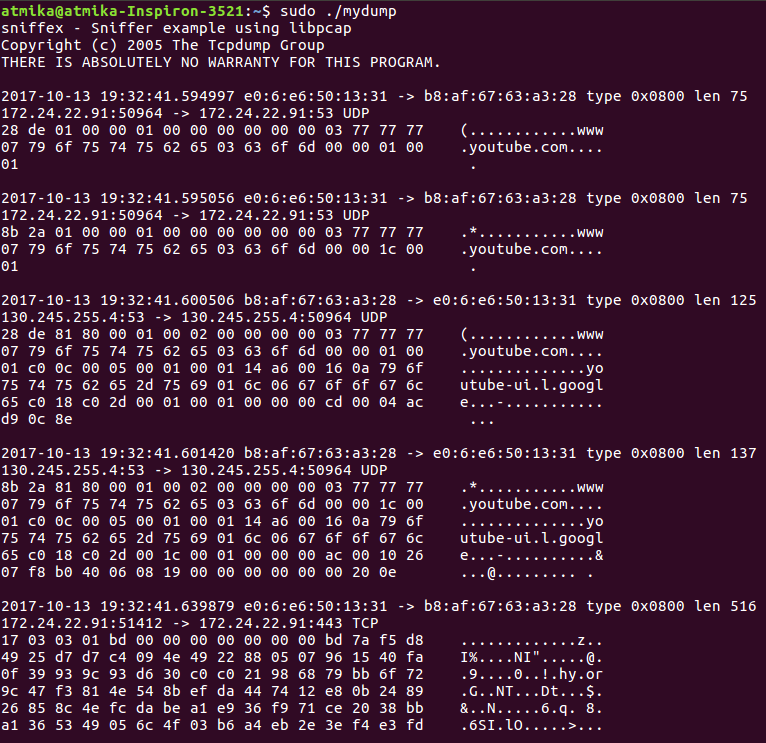 atmika@atmika-Inspiron-3521:~$ sudo ./mydump
sniffex - Sniffer example using libpcap
Copyright (c) 2005 The Tcpdump Group
THERE IS ABSOLUTELY NO WARRANTY FOR THIS PROGRAM.

2017-10-13 19:32:41.594997 e0:6:e6:50:13:31 -> b8:af:67:63:a3:28 type 0x0800 len 75
172.24.22.91:50964 -> 172.24.22.91:53 UDP
28 de 01 00 00 01 00 00 00 00 00 00 03 77 77 77    (............www
07 79 6f 75 74 75 62 65 03 63 6f 6d 00 00 01 00    .youtube.com....
01                                                 .

2017-10-13 19:32:41.595056 e0:6:e6:50:13:31 -> b8:af:67:63:a3:28 type 0x0800 len 75
172.24.22.91:50964 -> 172.24.22.91:53 UDP
8b 2a 01 00 00 01 00 00 00 00 00 00 03 77 77 77    .*...........www
07 79 6f 75 74 75 62 65 03 63 6f 6d 00 00 1c 00    .youtube.com....
01                                                 .

2017-10-13 19:32:41.600506 b8:af:67:63:a3:28 -> e0:6:e6:50:13:31 type 0x0800 len 125
130.245.255.4:53 -> 130.245.255.4:50964 UDP
28 de 81 80 00 01 00 02 00 00 00 00 03 77 77 77    (............www
07 79 6f 75 74 75 62 65 03 63 6f 6d 00 00 01 00    .youtube.com....
01 c0 0c 00 05 00 01 00 01 14 a6 00 16 0a 79 6f    ..............yo
75 74 75 62 65 2d 75 69 01 6c 06 67 6f 6f 67 6c    utube-ui.l.googl
65 c0 18 c0 2d 00 01 00 01 00 00 00 cd 00 04 ac    e...-...........
d9 0c 8e                                           ...

2017-10-13 19:32:41.601420 b8:af:67:63:a3:28 -> e0:6:e6:50:13:31 type 0x0800 len 137
130.245.255.4:53 -> 130.245.255.4:50964 UDP
8b 2a 81 80 00 01 00 02 00 00 00 00 03 77 77 77    .*...........www
07 79 6f 75 74 75 62 65 03 63 6f 6d 00 00 1c 00    .youtube.com....
01 c0 0c 00 05 00 01 00 01 14 a6 00 16 0a 79 6f    ..............yo
75 74 75 62 65 2d 75 69 01 6c 06 67 6f 6f 67 6c    utube-ui.l.googl
65 c0 18 c0 2d 00 1c 00 01 00 00 00 ac 00 10 26    e...-..........&
07 f8 b0 40 06 08 19 00 00 00 00 00 00 20 0e       ...@......... .

2017-10-13 19:32:41.639879 e0:6:e6:50:13:31 -> b8:af:67:63:a3:28 type 0x0800 len 516
172.24.22.91:51412 -> 172.24.22.91:443 TCP
17 03 03 01 bd 00 00 00 00 00 00 00 bd 7a f5 d8    .............z..
49 25 d7 d7 c4 09 4e 49 22 88 05 07 96 15 40 fa    I%....NI".....@.
0f 39 93 9c 93 d6 30 c0 c0 21 98 68 79 bb 6f 72    .9....0..!.hy.or
9c 47 f3 81 4e 54 8b ef da 44 74 12 e8 0b 24 89    .G..NT...Dt...$.
26 85 8c 4e fc da be a1 e9 36 f9 71 ce 20 38 bb    &..N.....6.q. 8.
a1 36 53 49 05 6c 4f 03 b6 a4 eb 2e 3e f4 e3 fd    .6SI.lO.....>...